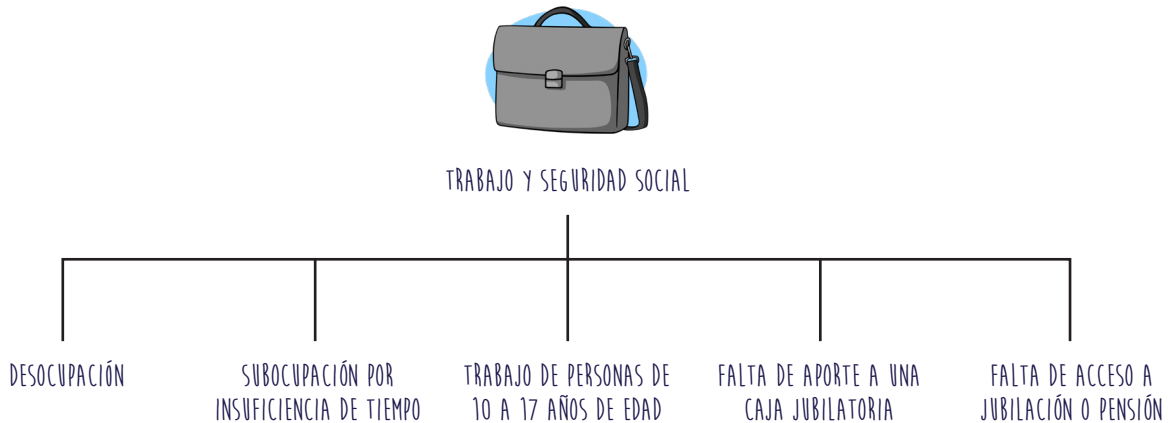 TRABAJO Y SEGURIDAD SOCIAL
DESOCUPACIÓN
SUBOCUPACIÓN POR
INSUFICIENCIA DE TIEMPO
TRABAJO DE PERSONAS DE
10 A 17 AÑOS DE EDAD
FALTA DE APORTE A UNA
CAJA JUBILATORIA
FALTA DE ACCESO A
JUBILACIÓN O PENSIÓN